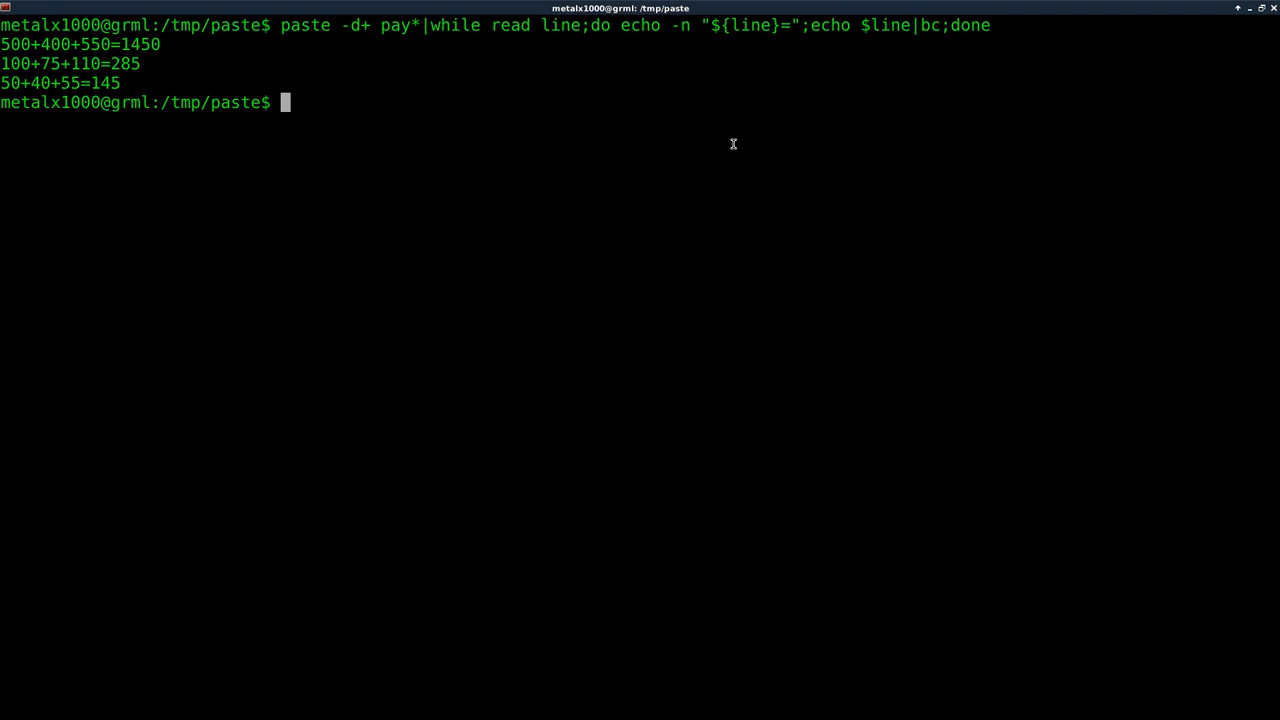 metalx1000@grml: /tmp/paste
metalx1000@grml:/tmp/paste$ paste -d+ pay*|while read line;do echo -n "${line}=";echo $line|bc;done
500+400+550=1450
100+75+110=285
50+40+55=145
metalx1000@grml:/tmp/paste$